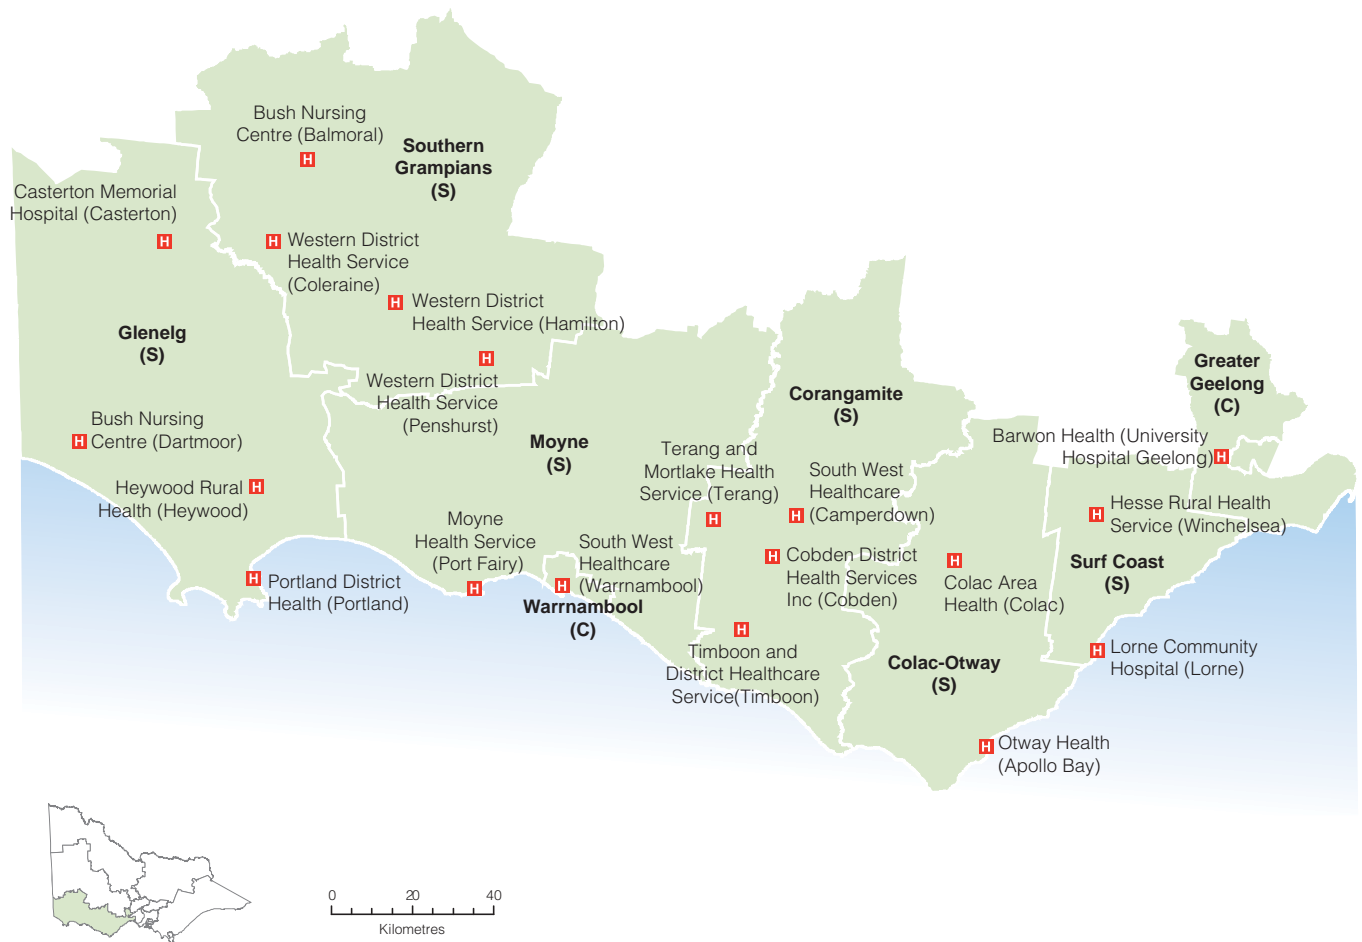 Bush Nursing
Centre (Balmoral)
H
Southern
Grampians
(S)
Casterton Memorial
Hospital (Casterton)
H
H
Western District
Health Service
(Coleraine)
H
Western District
Health Service (Hamilton)
Glenelg
(S)
H
Western District
Health Service
(Penshurst)
Greater
Geelong
(C)
Corangamite
(S)
Bush Nursing
H
Centre (Dartmoor)
Moyne
(S)
Terang and
Mortlake Health
Service (Terang)
H
South West
Healthcare
(Camperdown)
H
Barwon Health (University
Hospital Geelong)
H
Heywood Rural
Health (Heywood)
H
Hesse Rural Health
Service (Winchelsea)
H
Moyne
Health Service
(Port Fairy)
H
South West
Healthcare
(Warrnambool)
H
Warrnambool
(C)
H
Cobden District
Health Services
Inc (Cobden)
H
Colac Area
Health (Colac)
Surf Coast
(S)
H
Portland District
Health (Portland)
H
Timboon and
District Healthcare
Service(Timboon)
Colac-Otway
(S)
H
Lorne Community
Hospital (Lorne)
H
Otway Health
(Apollo Bay)
0 20 40
Kilometres